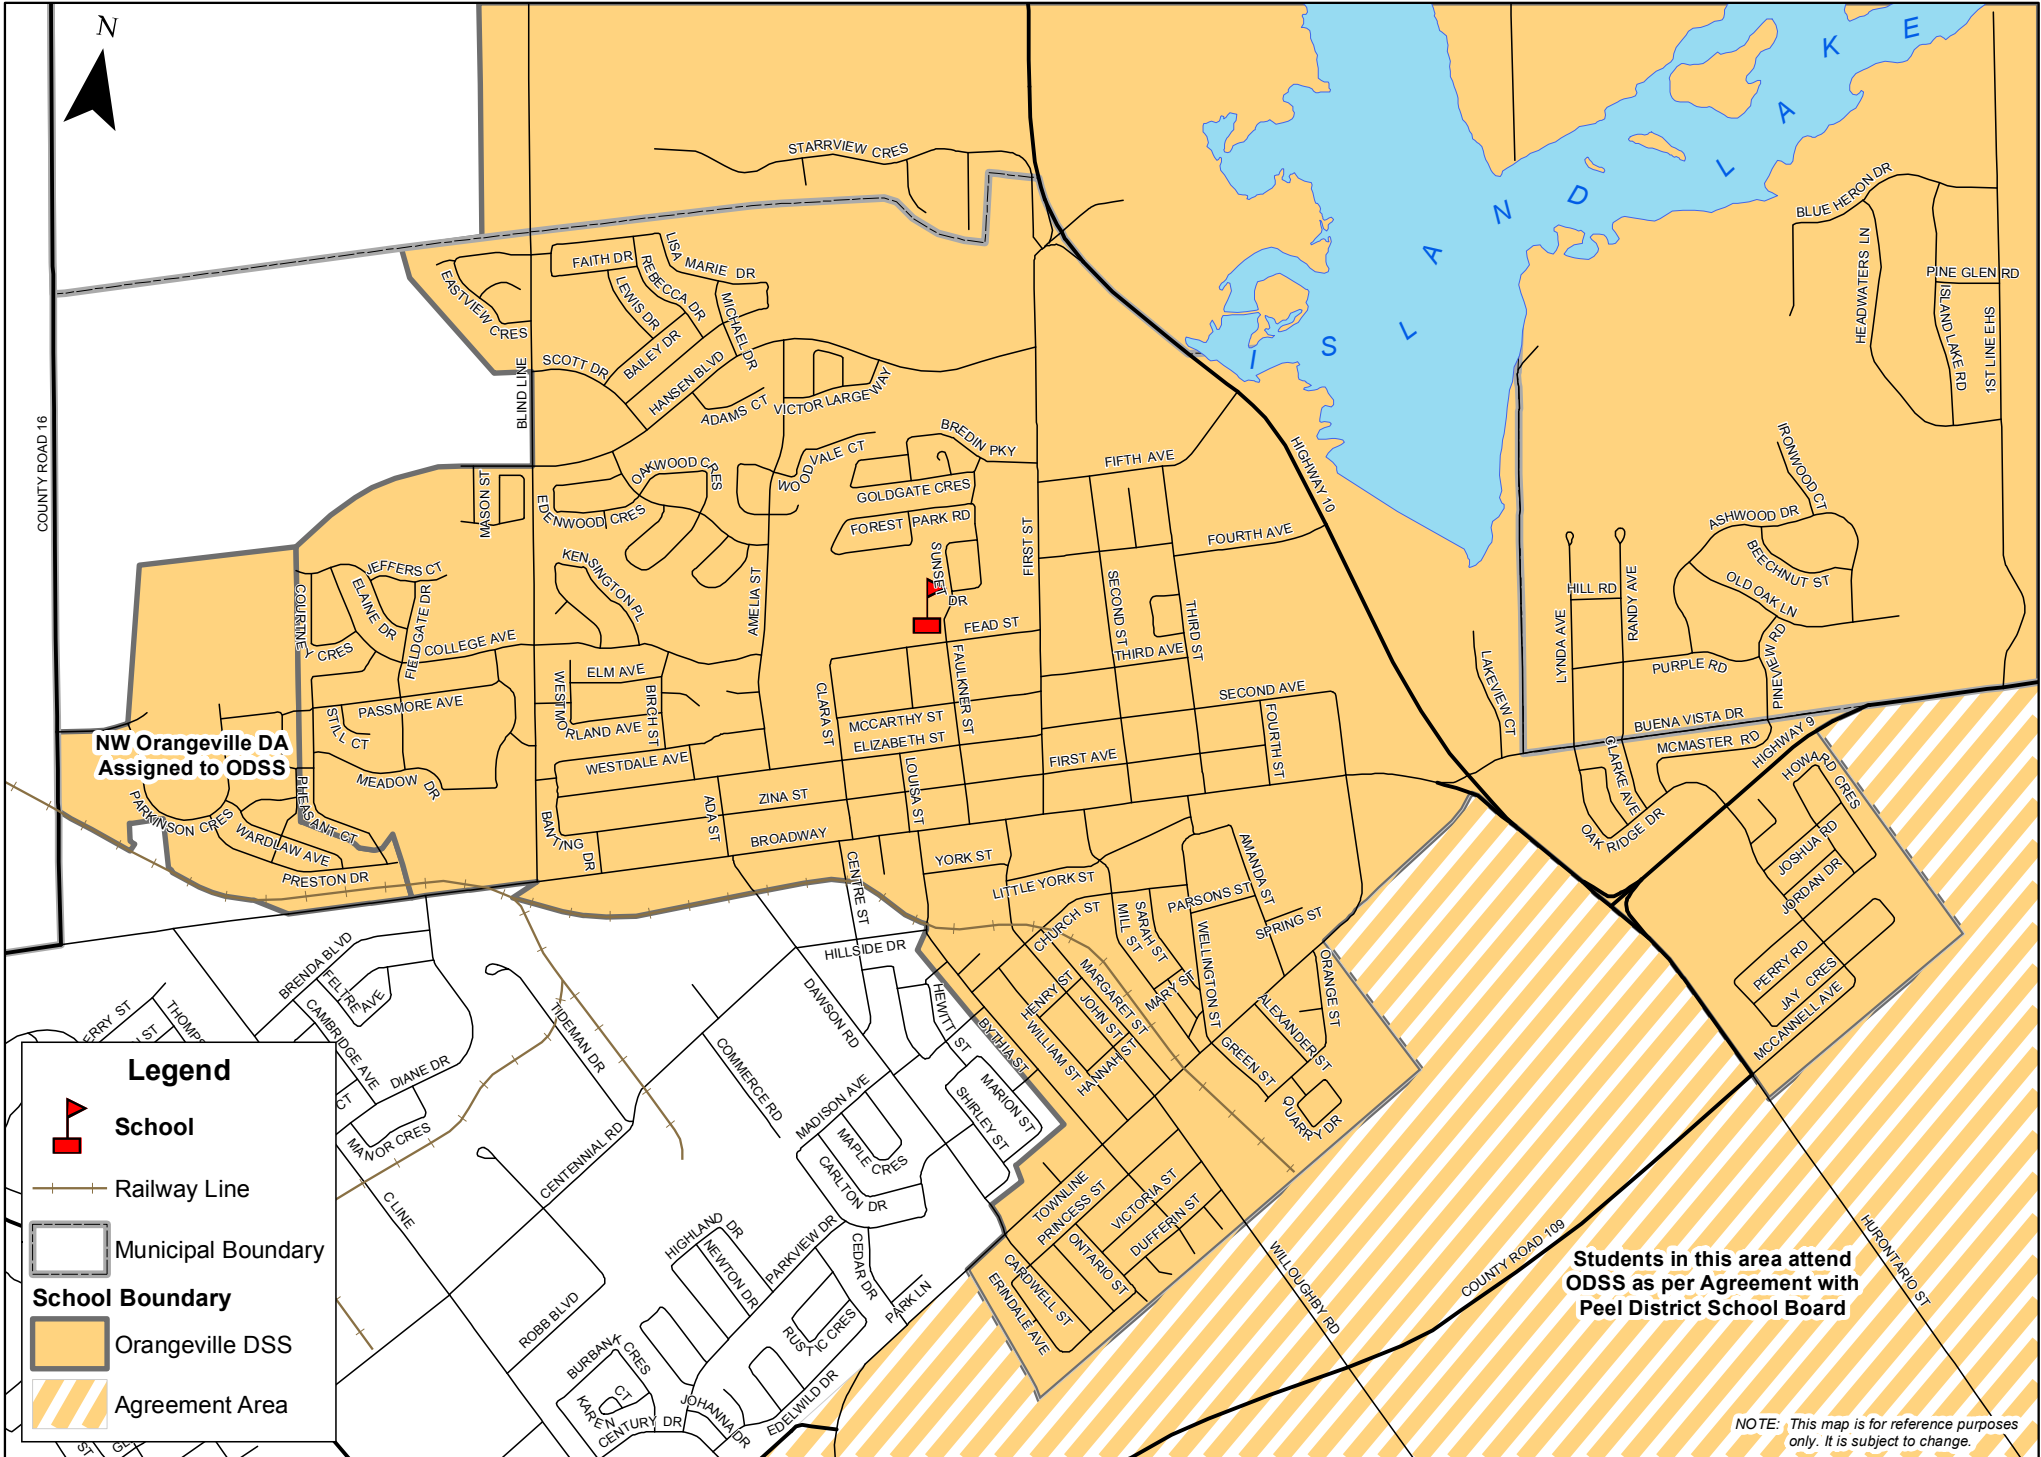 N
STARRVIEW CRES
ISLAND LAKE
BLUE HERON DR
HEADWATERS LN
PINE GLEN RD
ISLAND LAKE RD
1ST LINE EHS
FAITH DR
LISA MARIE DR
REBECCA DR
LEWIS DR
MICHAEL DR
EASTVIEW CRES
BAILEY DR
SCOTT DR
HANSEN BLVD
BLIND LINE
ADAMS CT
VICTOR LARGE WAY
COUNTY ROAD 16
BREDIN PKY
WOODVALE CT
OAKWOOD CRES
GOLDGATE CRES
FOREST PARK RD
FIFTH AVE
HIGHWAY 10
FOURTH AVE
IRONWOOD CT
ASHWOOD DR
BEECHNUT ST
OLD OAK LN
MASON ST
EDENWOOD CRES
KENSINGTON PL
AMELIA ST
SUNSET DR
FIRST ST
SECOND ST
THIRD ST
HILL RD
RANDY AVE
LYNDA AVE
PURPLE RD
PINEVIEW RD
LAKEVIEW CT
JEFFERS CT
ELAINE DR
FIELDGATE DR
COURTNEY CRES
COLLEGE AVE
FEAD ST
FAULKNER ST
THIRD AVE
ELM AVE
WESTMORLAND AVE
BIRCH ST
CLARA ST
MCCARTHY ST
ELIZABETH ST
SECOND AVE
FOURTH ST
FIRST AVE
PASSMORE AVE
STILL CT
MEADOW DR
WESTDALE AVE
BUENA VISTA DR
MCMASTER RD
HIGHWAY 9
CLARKE AVE
OAK RIDGE DR
HOWARD CRES
JOSHUA RD
JORDAN DR
PERRY RD
JAY CRES
MCCANNELL AVE
NW Orangeville DA
Assigned to ODSS
PARKINSON CRES
WARDLAW AVE
PHEASANT CT
PRESTON DR
BANTING DR
ADA ST
ZINA ST
LOUISA ST
BROADWAY
CENTRE ST
YORK ST
LITTLE YORK ST
CHURCH ST
MILL ST
SARAH ST
PARSONS ST
AMANDA ST
SPRING ST
WELLINGTON ST
ORANGE ST
ALEXANDER ST
GREEN ST
QUARRY DR
MARY ST
MARGARET ST
JOHN ST
HENRY ST
WILLIAM ST
HANNAH ST
BYTHIA ST
HILLSIDE DR
HEWITT ST
DAWSON RD
MARION ST
SHIRLEY ST
BRENDA BLVD
FELTRE AVE
CAMBRIDGE AVE
DIANE DR
MANOR CRES
TIDEMAN DR
COMMERCE RD
MADISON AVE
MAPLE CRES
CARLTON DR
CENTENNIAL RD
C LINE
ROBB BLVD
HIGHLAND DR
NEWTON DR
PARKVIEW DR
CEDAR DR
PARK LN
RUSTIC CRES
BURBANK CRES
KAREN CT
CENTURY DR
JOHANNA DR
EDELWILD DR
TOWNLINE
PRINCESS ST
VICTORIA ST
DUFFERIN ST
ONTARIO ST
CARDWELL ST
ERINDALE AVE
WILLOUGHBY RD
COUNTY ROAD 109
HURONTARIO ST
Students in this area attend
ODSS as per Agreement with
Peel District School Board
ERRY ST
THOMPS
ST
CT
ST
Legend
School
Railway Line
Municipal Boundary
School Boundary
Orangeville DSS
Agreement Area
NOTE: This map is for reference purposes
only. It is subject to change.